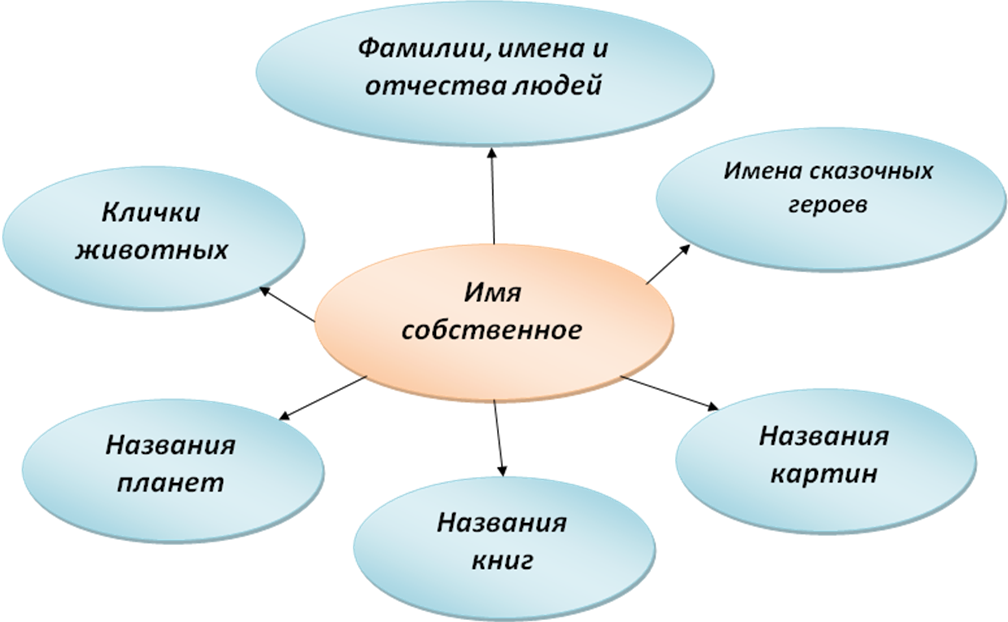 Фамилии, имена и
отчества людей
Имена сказочных
героев
Клички
животных
Имя
собственное
Названия
планет
Названия
картин
Названия
книг